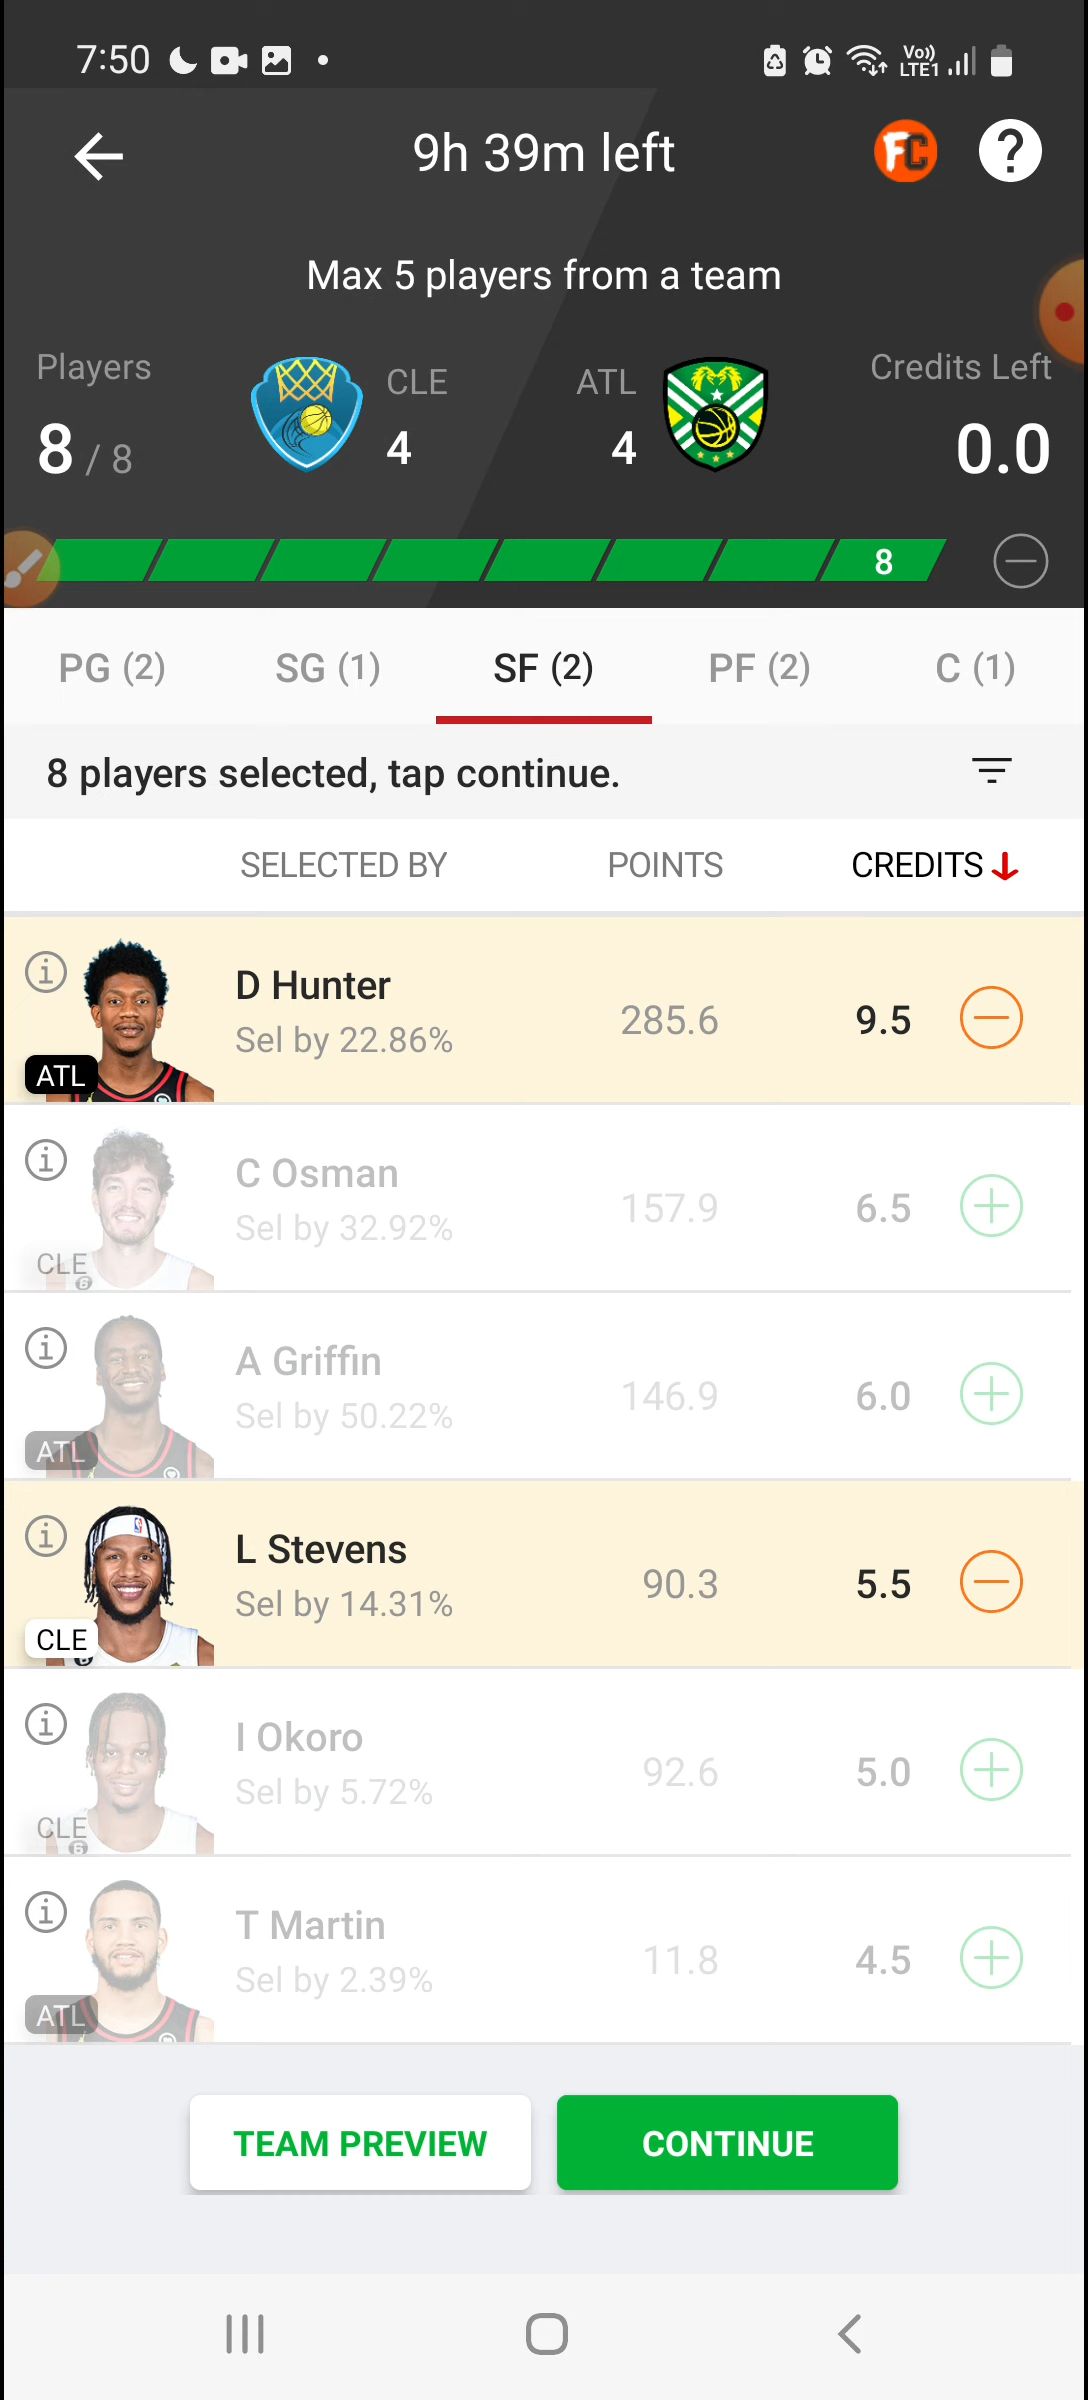 7:50
Vo))
LTE1
9h 39m left
FC
?
Max 5 players from a team
Players
CLE
ATL
Credits Left
8 / 8
4
4
0.0
8
PG (2)
SG (1)
SF (2)
PF (2)
C (1)
8 players selected, tap continue.
SELECTED BY
POINTS
CREDITS
D Hunter
Sel by 22.86%
285.6
9.5
ATL
C Osman
Sel by 32.92%
157.9
6.5
CLE
A Griffin
Sel by 50.22%
146.9
6.0
ATL
L Stevens
Sel by 14.31%
90.3
5.5
CLE
I Okoro
Sel by 5.72%
92.6
5.0
CLE
T Martin
Sel by 2.39%
11.8
4.5
ATL
TEAM PREVIEW
CONTINUE